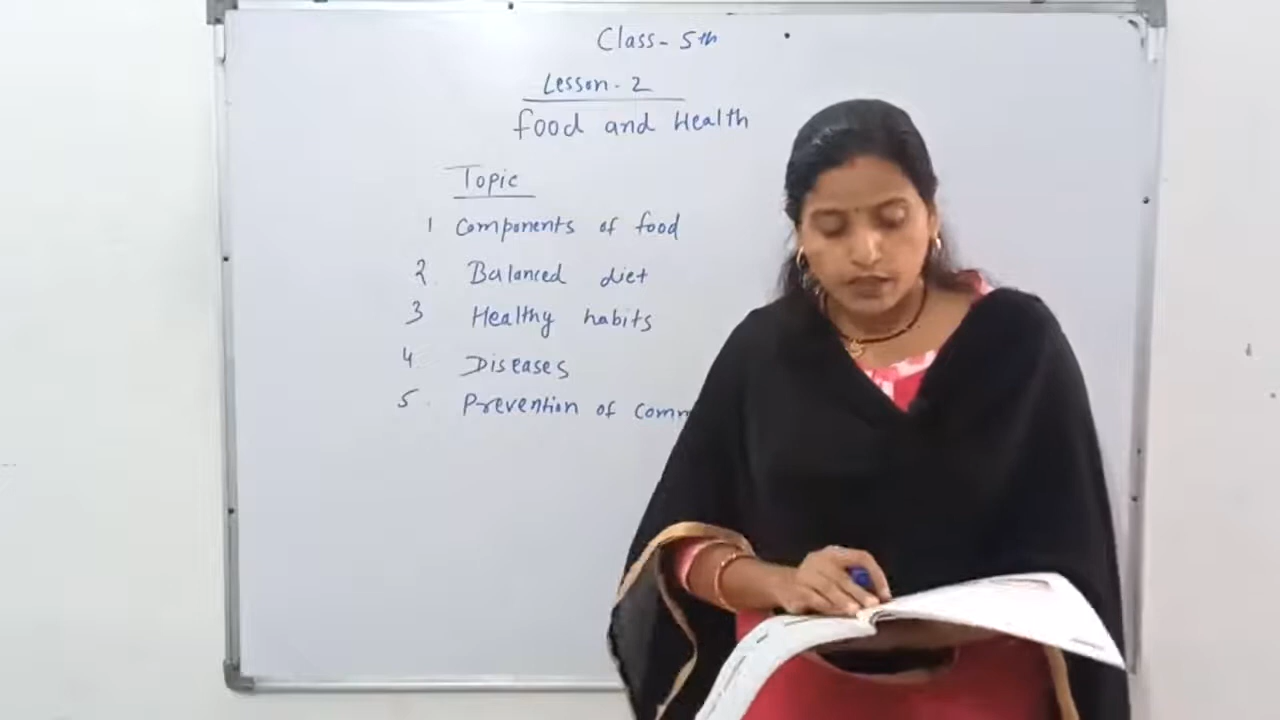 Class - 5th
Lesson - 2
Food and Health
Topic
1 Components of food
2. Balanced diet
3 Healthy habits
4 Diseases
5. Prevention of